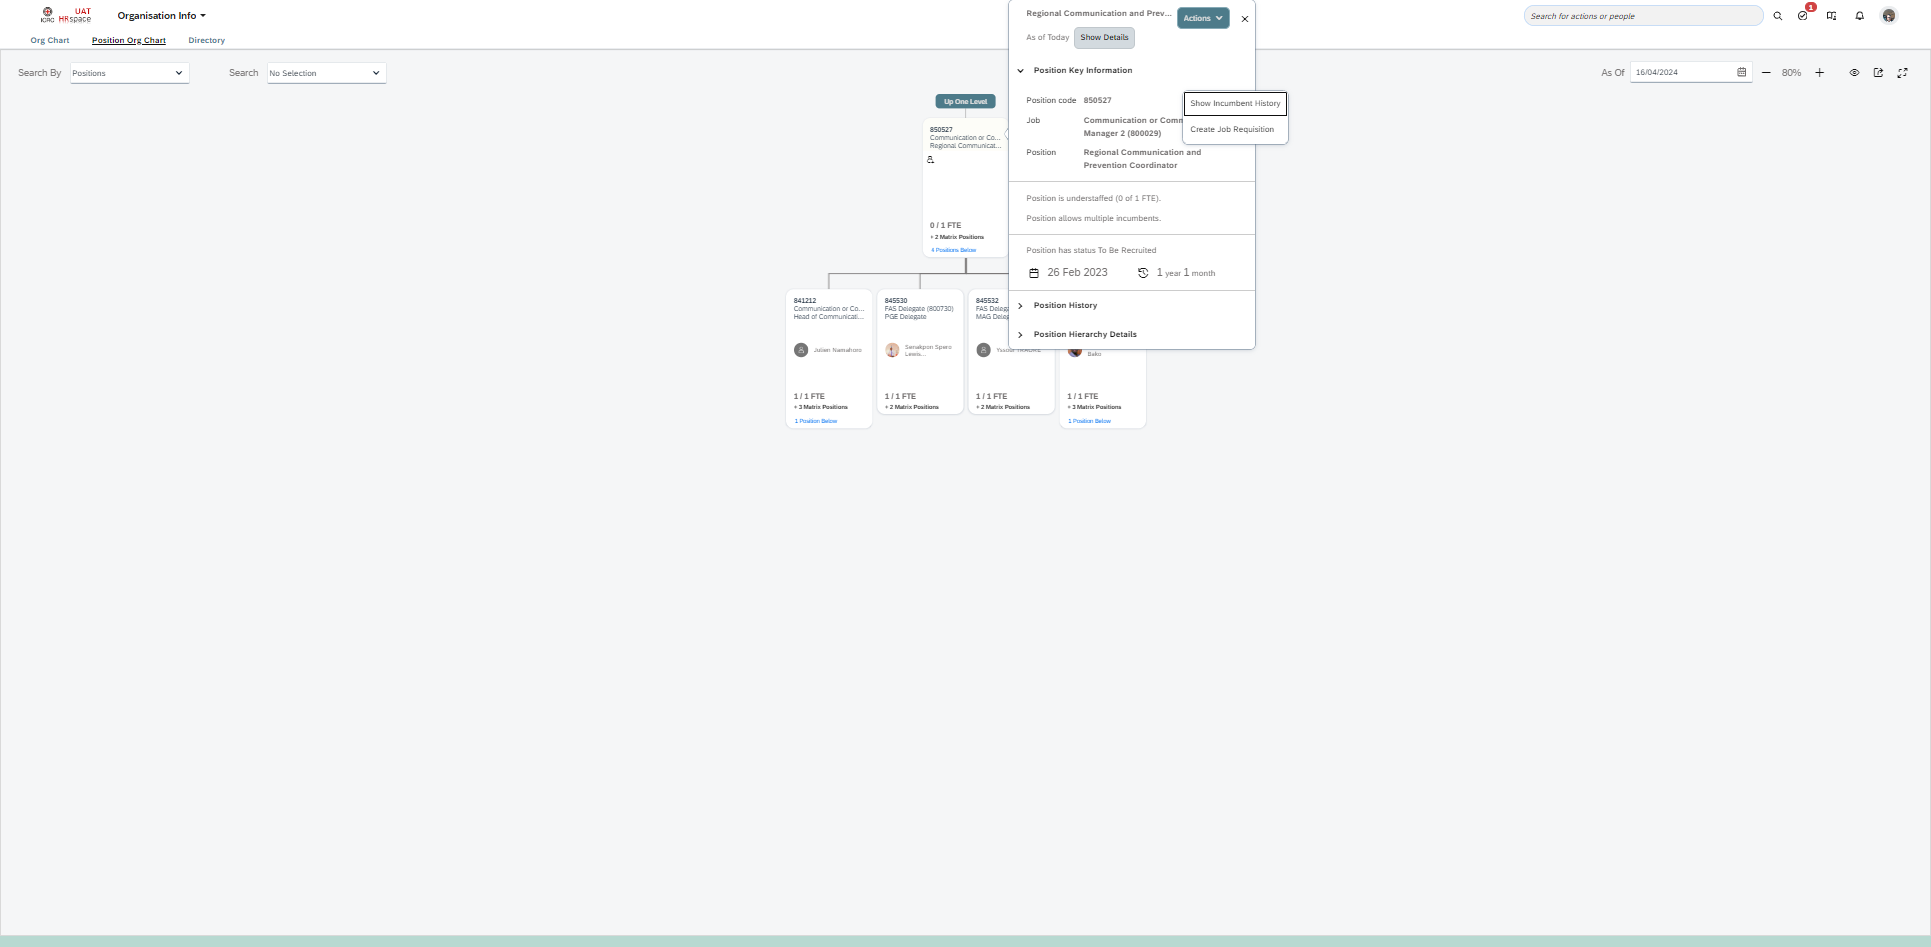 ICRC
UAT
HRspace
Organisation Info
Search for actions or people
1
Org Chart
Position Org Chart
Directory
Search By
Positions
Search
No Selection
As Of
16/04/2024
80%
Up One Level
850527
Communication or Co...
Regional Communicat...
0 / 1 FTE
+ 2 Matrix Positions
4 Positions Below
Regional Communication and Prev...
Actions
As of Today
Show Details
Position Key Information
Position code
850527
Job
Communication or Comm
Manager 2 (800029)
Position
Regional Communication and
Prevention Coordinator
Show Incumbent History
Create Job Requisition
Position is understaffed (0 of 1 FTE).
Position allows multiple incumbents.
Position has status To Be Recruited
26 Feb 2023
1 year 1 month
Position History
Position Hierarchy Details
841212
Communication or Co...
Head of Communicati...
Julien Namahoro
1 / 1 FTE
+ 3 Matrix Positions
1 Position Below
845530
FAS Delegate (800730)
PGE Delegate
Senakpon Spero
Lewis...
1 / 1 FTE
+ 2 Matrix Positions
845532
FAS Delega
MAG Deleg
1 / 1 FTE
+ 2 Matrix Positions
Bako
1 / 1 FTE
+ 3 Matrix Positions
1 Position Below